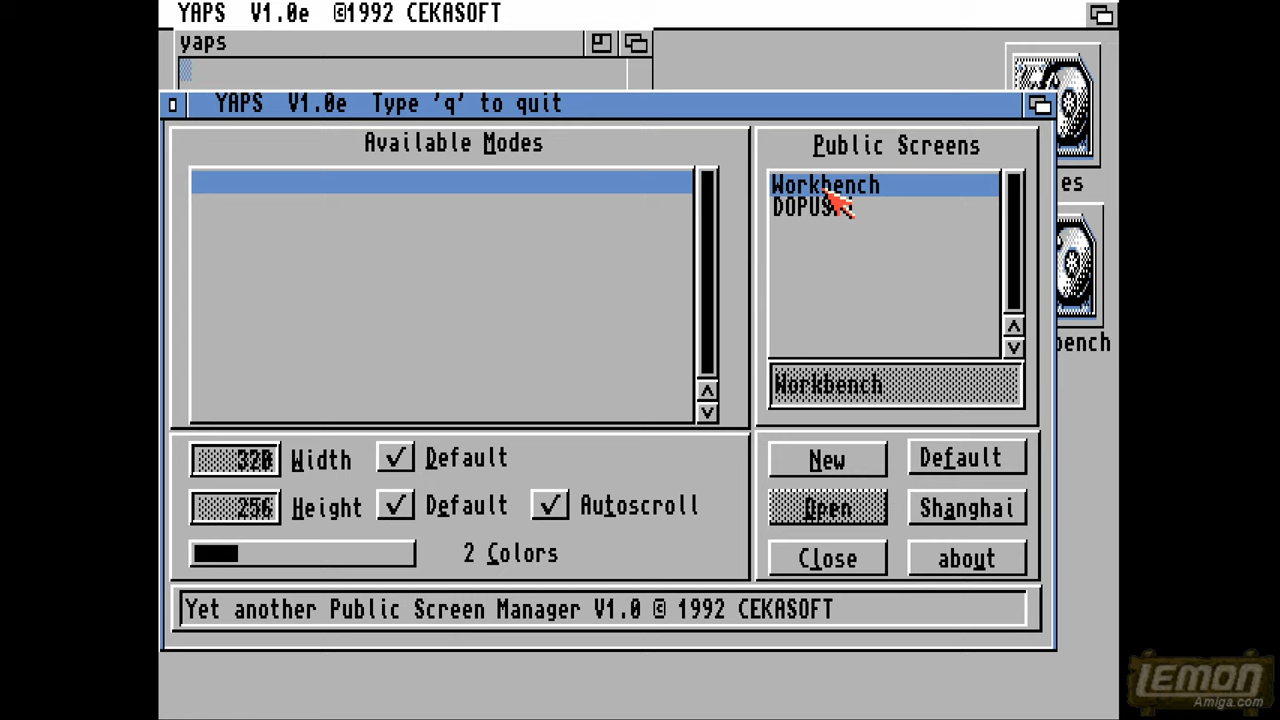 YAPS V1.0e ©1992 CEKASOFT
yaps
YAPS V1.0e Type 'q' to quit
Available Modes
Public Screens
Workbench
DOPUS
es
Workbench
ench
320 Width ✓ Default
256 Height ✓ Default ✓ Autoscroll
2 Colors
New Default
Open Shanghai
Close about
Yet another Public Screen Manager V1.0 © 1992 CEKASOFT
LEMON
Amiga.com